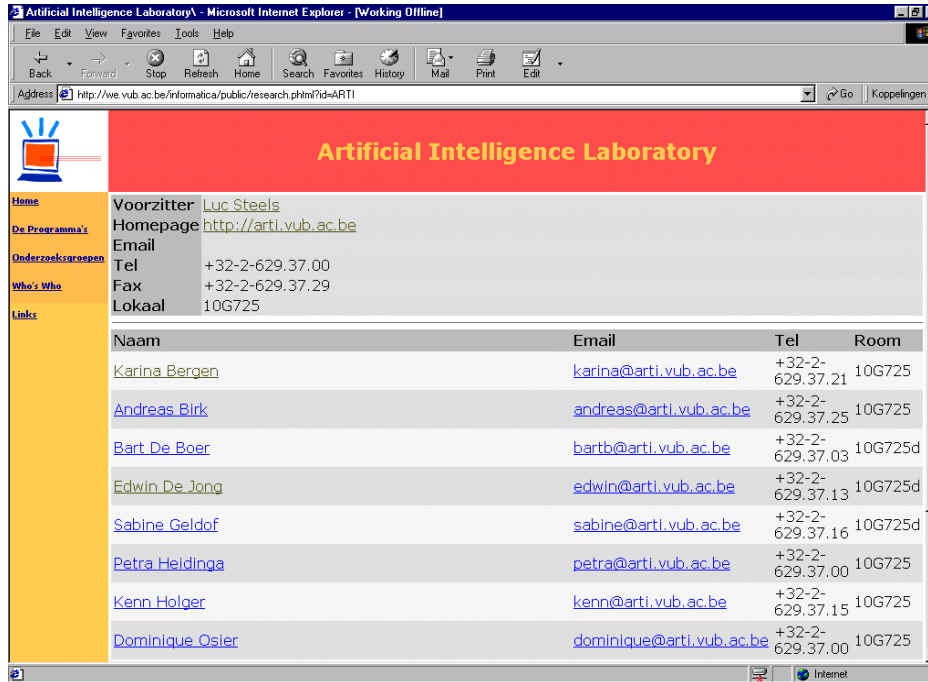 Artificial Intelligence Laboratory\ - Microsoft Internet Explorer - [Working Offline]
File Edit View Favorites Tools Help
Back Forward Stop Refresh Home Search Favorites History Mail Print Edit
Address http://we.vub.ac.be/informatica/public/research.phtml?id=ARTI Go Koppelingen
Artificial Intelligence Laboratory
Home
De Programma's
Onderzoeksgroepen
Who's Who
Links
Voorzitter Luc Steels
Homepage http://arti.vub.ac.be
Email
Tel +32-2-629.37.00
Fax +32-2-629.37.29
Lokaal 10G725
Naam Email Tel Room
Karina Bergen karina@arti.vub.ac.be +32-2-629.37.21 10G725
Andreas Birk andreas@arti.vub.ac.be +32-2-629.37.25 10G725
Bart De Boer bartb@arti.vub.ac.be +32-2-629.37.03 10G725d
Edwin De Jong edwin@arti.vub.ac.be +32-2-629.37.13 10G725d
Sabine Geldof sabine@arti.vub.ac.be +32-2-629.37.16 10G725d
Petra Heidinga petra@arti.vub.ac.be +32-2-629.37.00 10G725
Kenn Holger kenn@arti.vub.ac.be +32-2-629.37.15 10G725
Dominique Osier dominique@arti.vub.ac.be +32-2-629.37.00 10G725
Internet